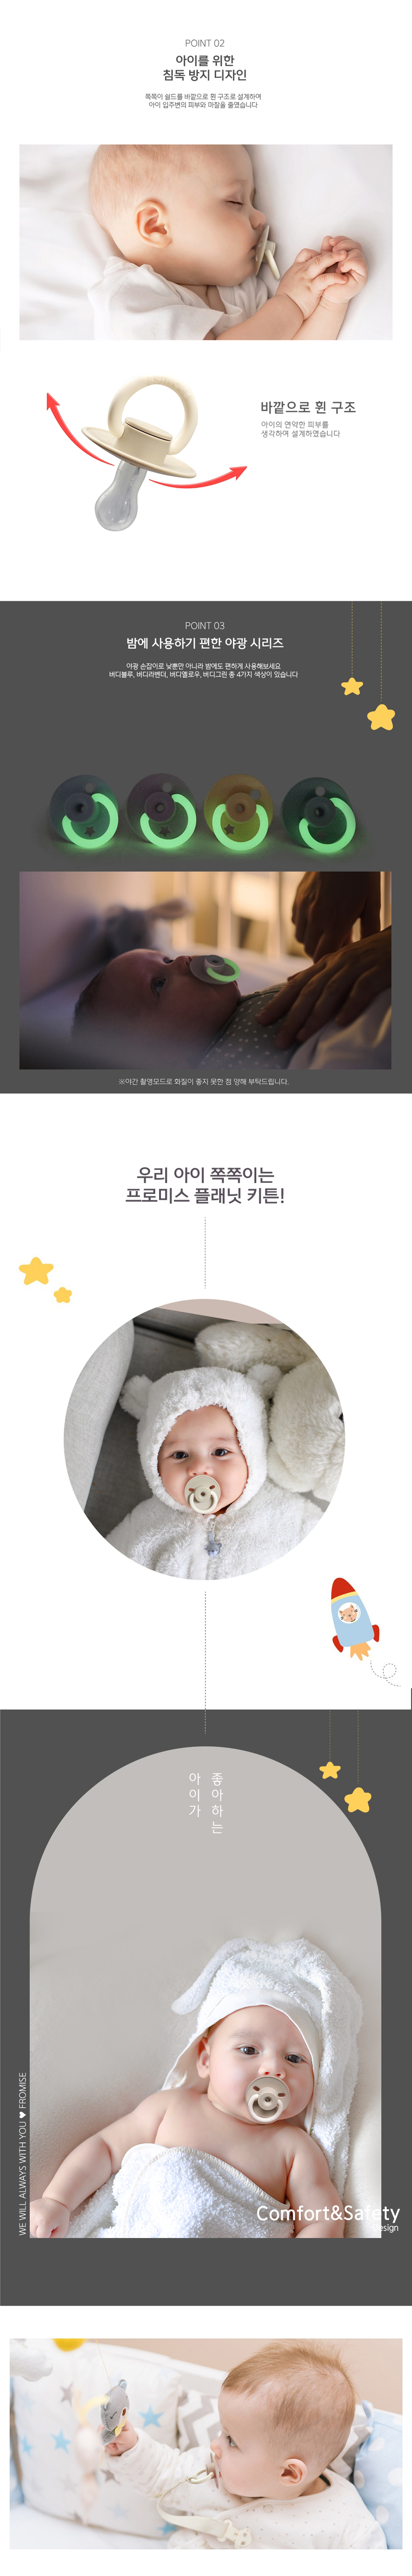 POINT 02
아이를 위한
침독 방지 디자인
쪽쪽이 쉴드를 바깥으로 휜 구조로 설계하여
아이 입주변의 피부와 마찰을 줄였습니다
바깥으로 휜 구조
아이의 연약한 피부를
생각하며 설계하였습니다
POINT 03
밤에 사용하기 편한 야광 시리즈
야광 손잡이로 낮뿐만 아니라 밤에도 편하게 사용해보세요
버디블루, 버디라벤더, 버디옐로우, 버디그린 총 4가지 색상이 있습니다
※야간 촬영모드로 화질이 좋지 못한 점 양해 부탁드립니다.
우리 아이 쪽쪽이는
프로미스 플래닛 키튼!
아이가
좋아하는
WE WILL ALWAYS WITH YOU ♥ FROMISE
Comfort&Safety
Design